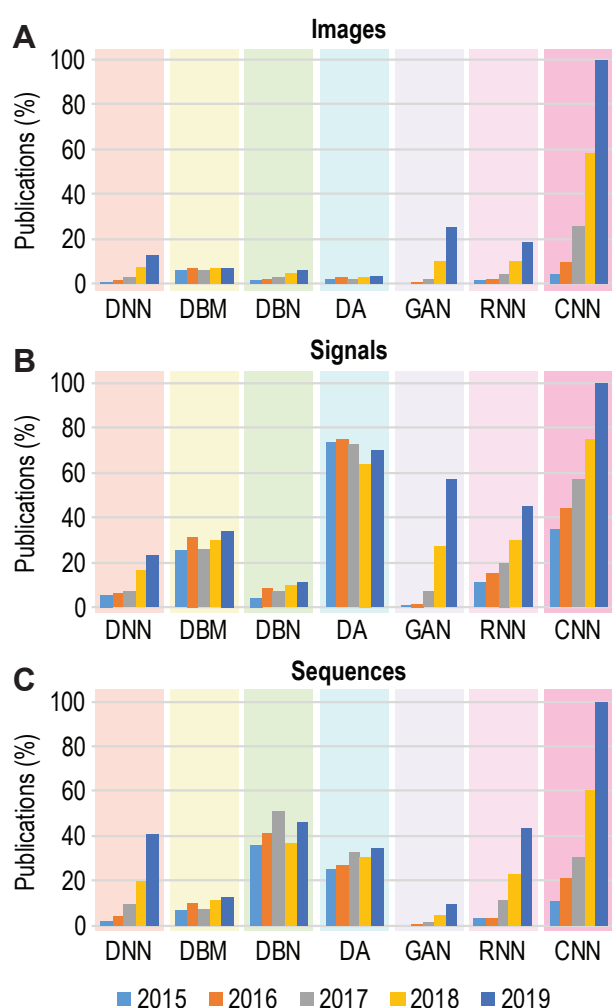 A
Images
Publications (%)
100
80
60
40
20
0
DNN DBM DBN DA GAN RNN CNN
B
Signals
Publications (%)
100
80
60
40
20
0
DNN DBM DBN DA GAN RNN CNN
C
Sequences
Publications (%)
100
80
60
40
20
0
DNN DBM DBN DA GAN RNN CNN
2015 2016 2017 2018 2019